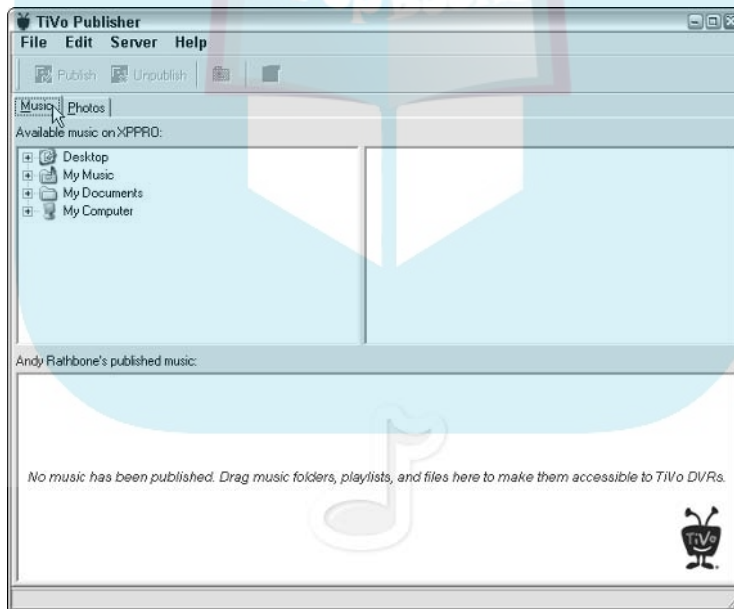 TiVo Publisher
File Edit Server Help
Publish Unpublish
Music Photos
Available music on XPPRO:
Desktop
My Music
My Documents
My Computer
Andy Rathbone's published music:
No music has been published. Drag music folders, playlists, and files here to make them accessible to TiVo DVRs.
TiVo